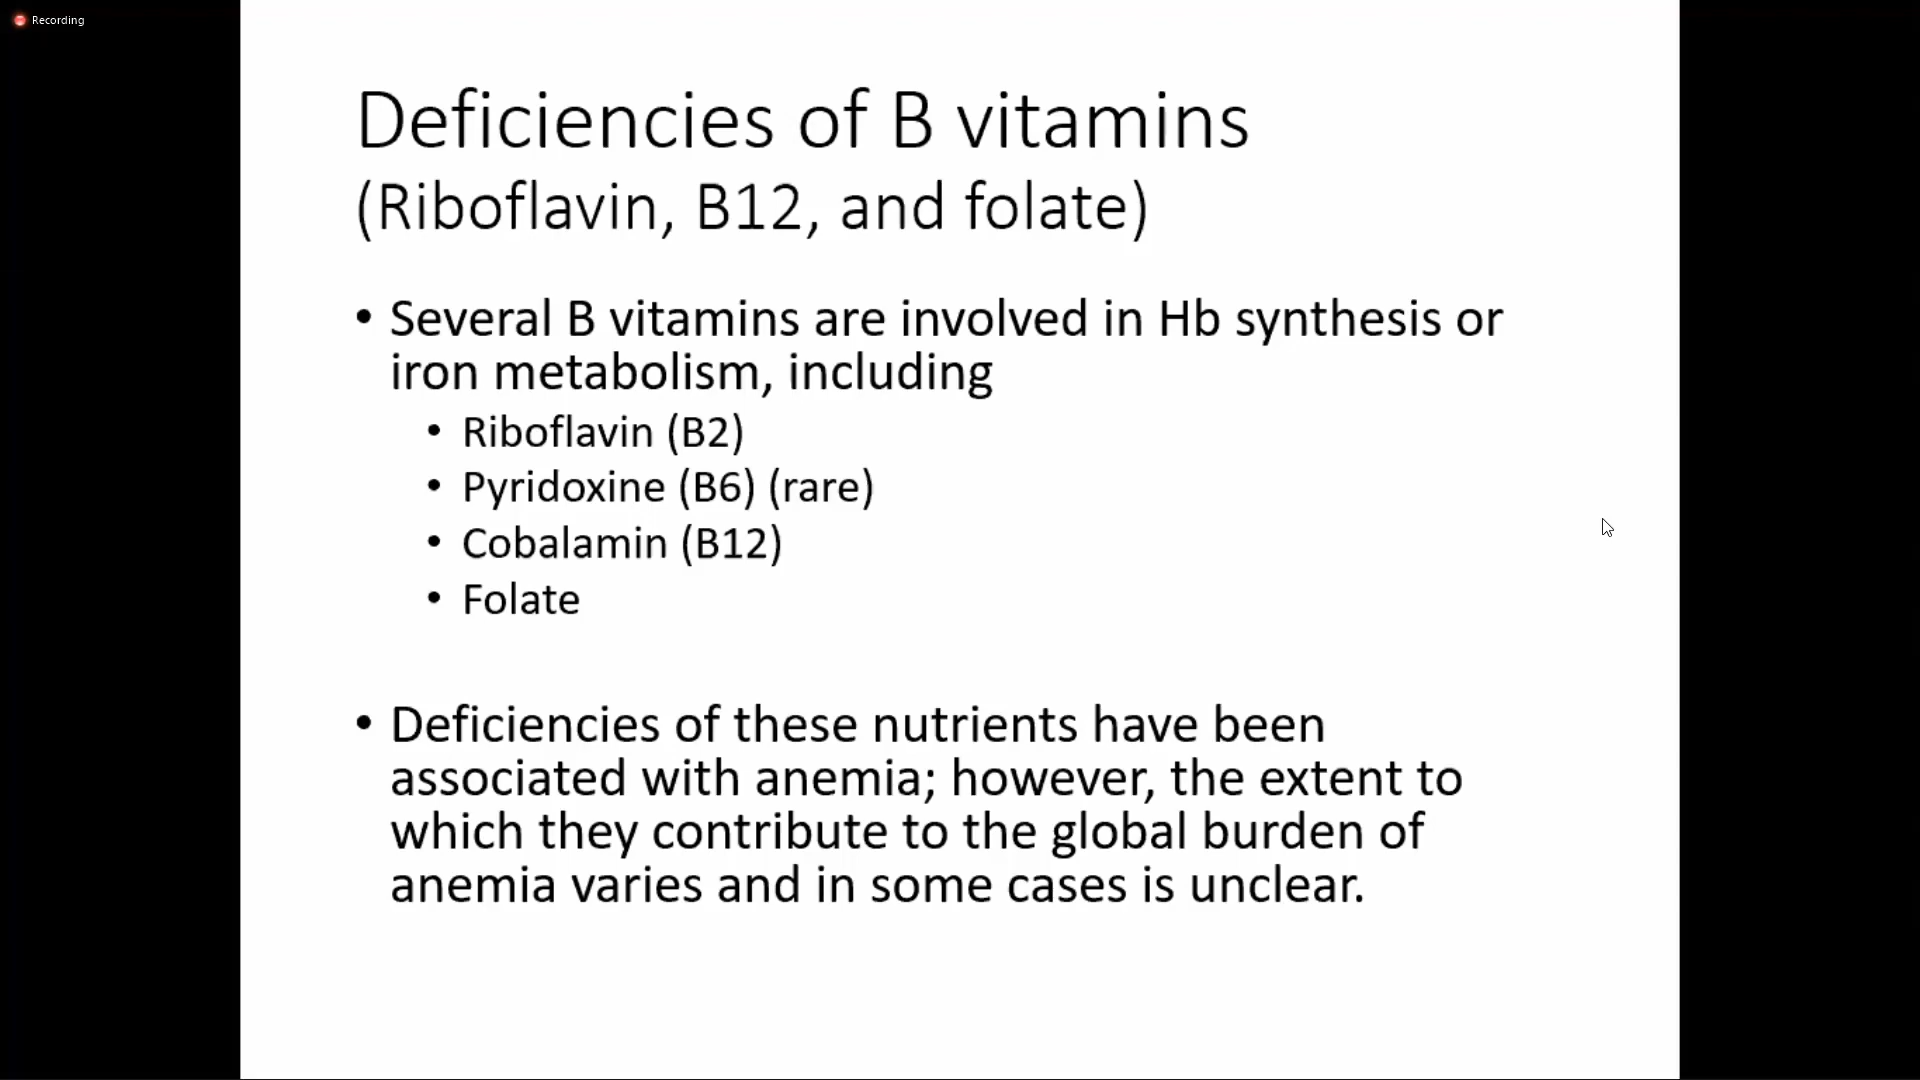 Recording
Deficiencies of B vitamins
(Riboflavin, B12, and folate)
• Several B vitamins are involved in Hb synthesis or
iron metabolism, including
• Riboflavin (B2)
• Pyridoxine (B6) (rare)
• Cobalamin (B12)
• Folate
• Deficiencies of these nutrients have been
associated with anemia; however, the extent to
which they contribute to the global burden of
anemia varies and in some cases is unclear.